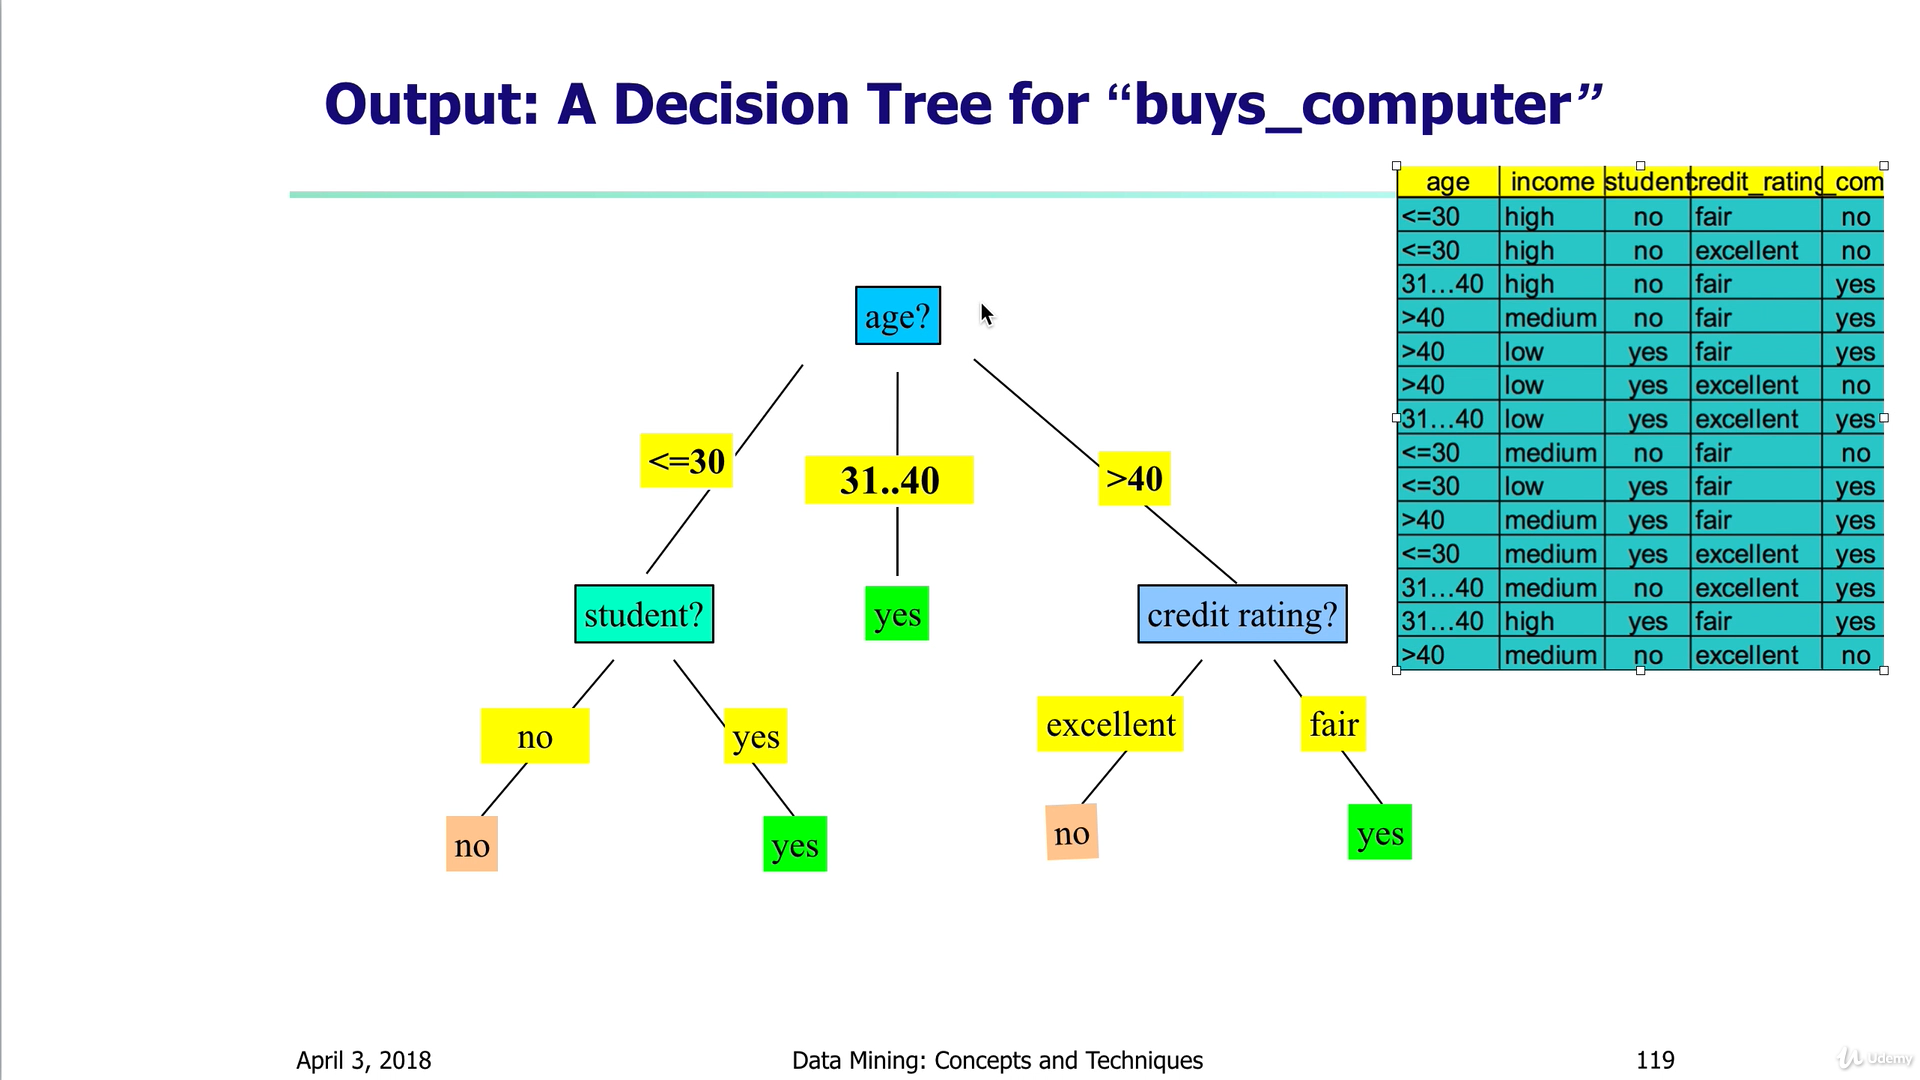 Output: A Decision Tree for “buys_computer”
age income student credit_rating _com
<=30 high no fair no
<=30 high no excellent no
31…40 high no fair yes
>40 medium no fair yes
>40 low yes fair yes
>40 low yes excellent no
31…40 low yes excellent yes
<=30 medium no fair no
<=30 low yes fair yes
>40 medium yes fair yes
<=30 medium yes excellent yes
31…40 medium no excellent yes
31…40 high yes fair yes
>40 medium no excellent no
age?
<=30 31..40 >40
student? yes credit rating?
no yes excellent fair
no yes no yes
April 3, 2018 Data Mining: Concepts and Techniques 119
Udemy